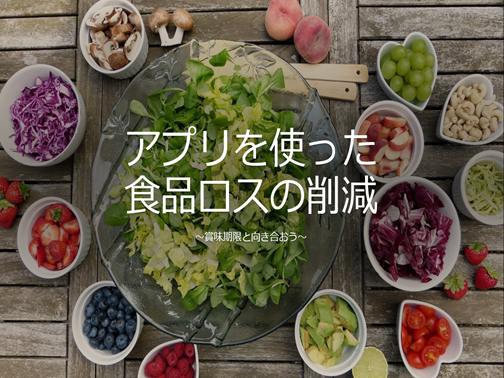 アプリを使った
食品ロスの削減
～賞味期限と向き合おう～